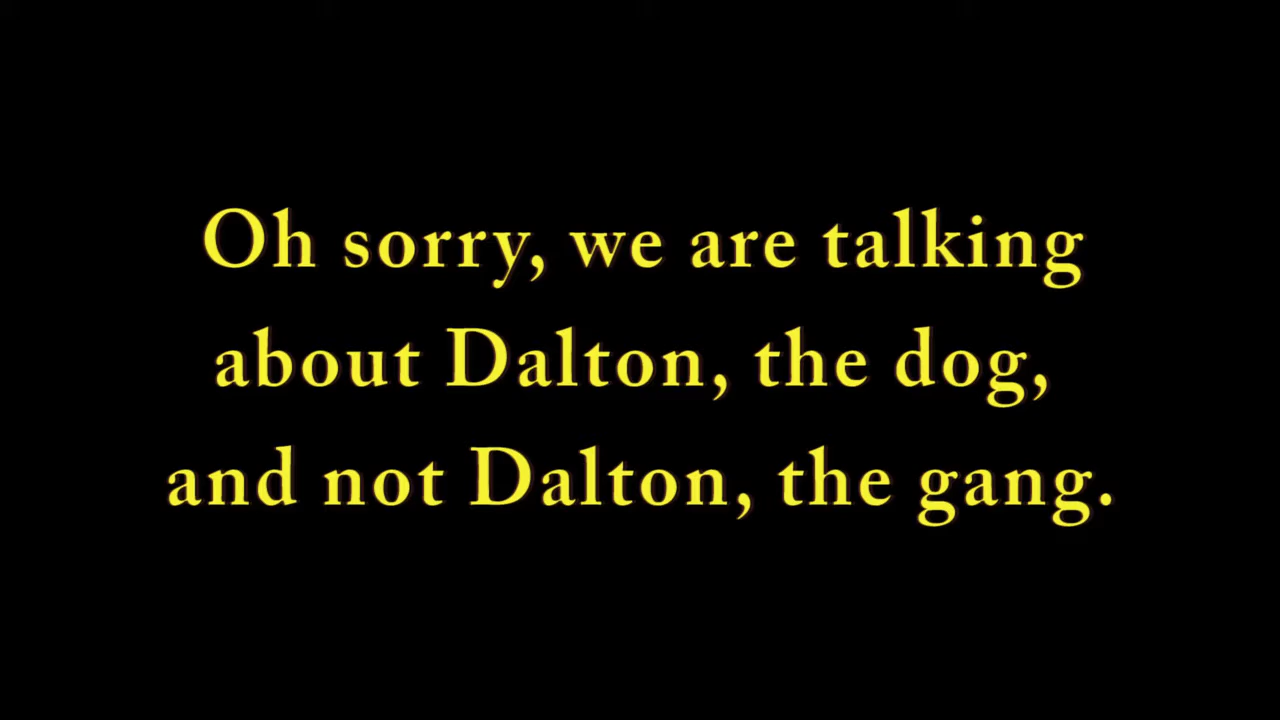 Oh sorry, we are talking
about Dalton, the dog,
and not Dalton, the gang.